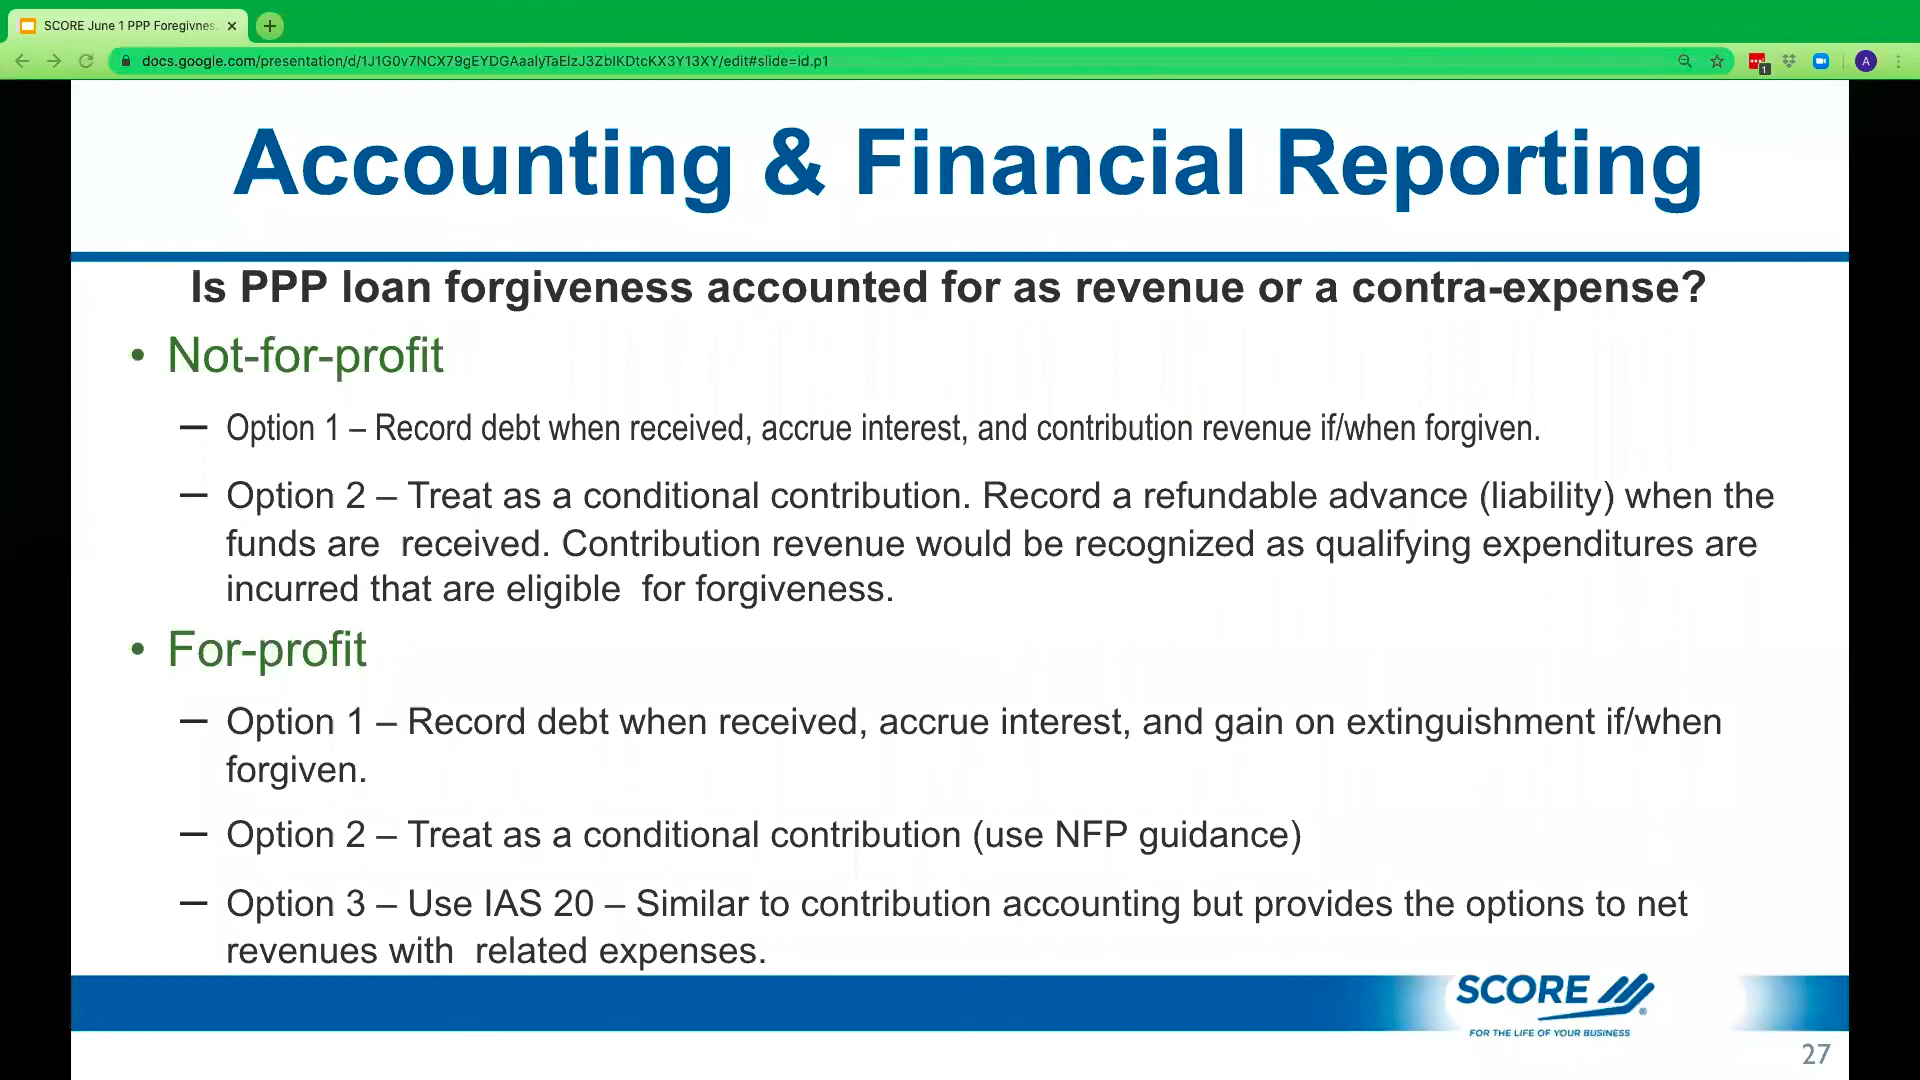 SCORE June 1 PPP Foregivnes
docs.google.com/presentation/d/1J1G0v7NCX79gEYDGAaalyTaElzJ3ZbIKDtcKX3Y13XY/edit#slide=id.p1
1
A
Accounting & Financial Reporting
Is PPP loan forgiveness accounted for as revenue or a contra-expense?
• Not-for-profit
— Option 1 – Record debt when received, accrue interest, and contribution revenue if/when forgiven.
— Option 2 – Treat as a conditional contribution. Record a refundable advance (liability) when the
funds are received. Contribution revenue would be recognized as qualifying expenditures are
incurred that are eligible for forgiveness.
• For-profit
— Option 1 – Record debt when received, accrue interest, and gain on extinguishment if/when
forgiven.
— Option 2 – Treat as a conditional contribution (use NFP guidance)
— Option 3 – Use IAS 20 – Similar to contribution accounting but provides the options to net
revenues with related expenses.
SCORE
®
FOR THE LIFE OF YOUR BUSINESS
27